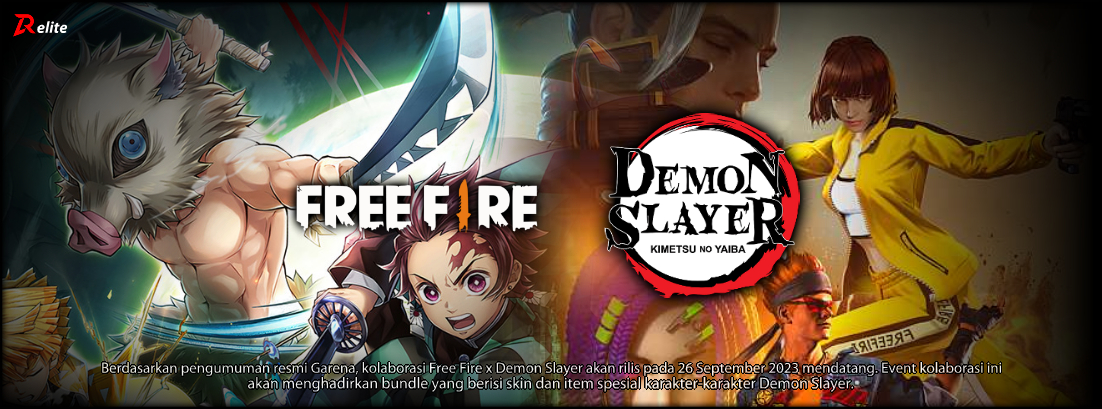 elite
FREE FIRE
DEMON
SLAYER
KIMETSU NO YAIBA
FREEFIRE
Berdasarkan pengumuman resmi Garena, kolaborasi Free Fire x Demon Slayer akan rilis pada 26 September 2023 mendatang. Event kolaborasi ini
akan menghadirkan bundle yang berisi skin dan item spesial karakter-karakter Demon Slayer.